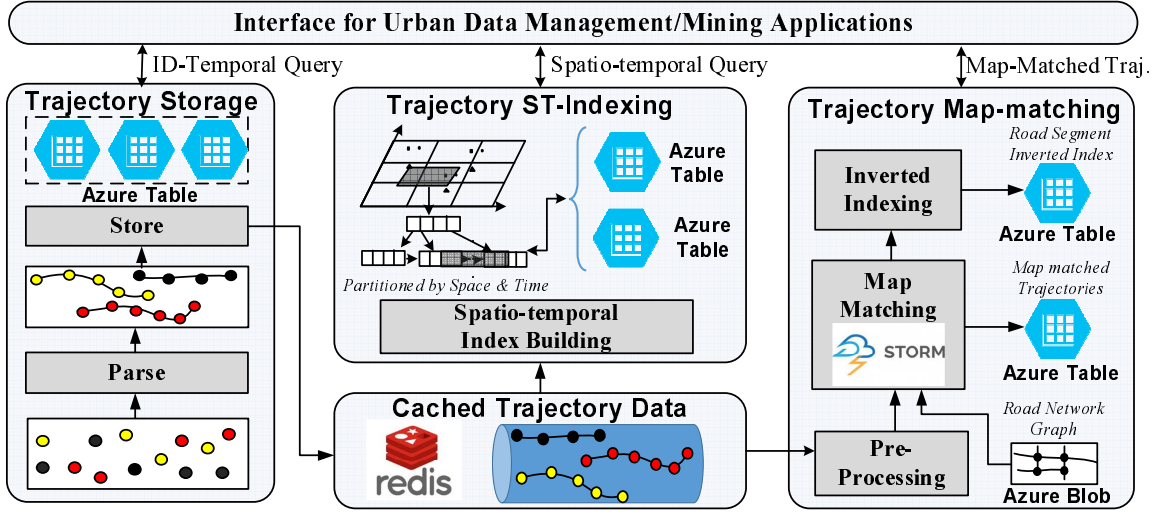 Interface for Urban Data Management/Mining Applications
ID-Temporal Query
Spatio-temporal Query
Map-Matched Traj.
Trajectory Storage
Azure Table
Store
Parse
Trajectory ST-Indexing
Azure
Table
Azure
Table
Partitioned by Space & Time
Spatio-temporal
Index Building
Cached Trajectory Data
redis
Trajectory Map-matching
Road Segment
Inverted Index
Inverted
Indexing
Azure Table
Map matched
Trajectories
Map
Matching
STORM
Azure Table
Road Network
Graph
Pre-
Processing
Azure Blob